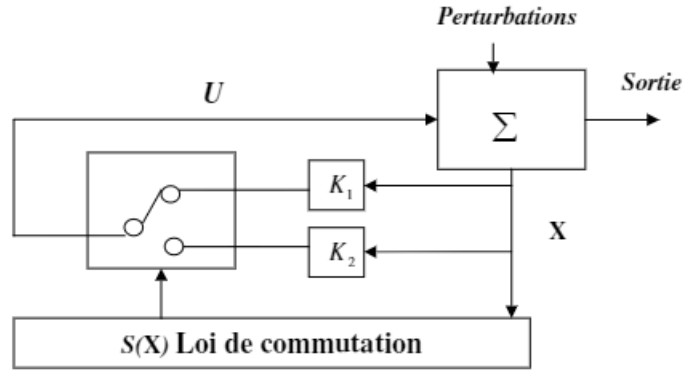 Perturbations
Sortie
U
Σ
K₁
X
K₂
S(X) Loi de commutation